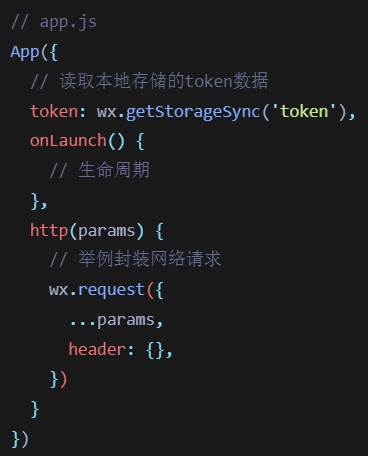 // app.js
App({
  // 读取本地存储的token数据
  token: wx.getStorageSync('token'),
  onLaunch() {
    // 生命周期
  },
  http(params) {
    // 举例封装网络请求
    wx.request({
      ...params,
      header: {},
    })
  }
})